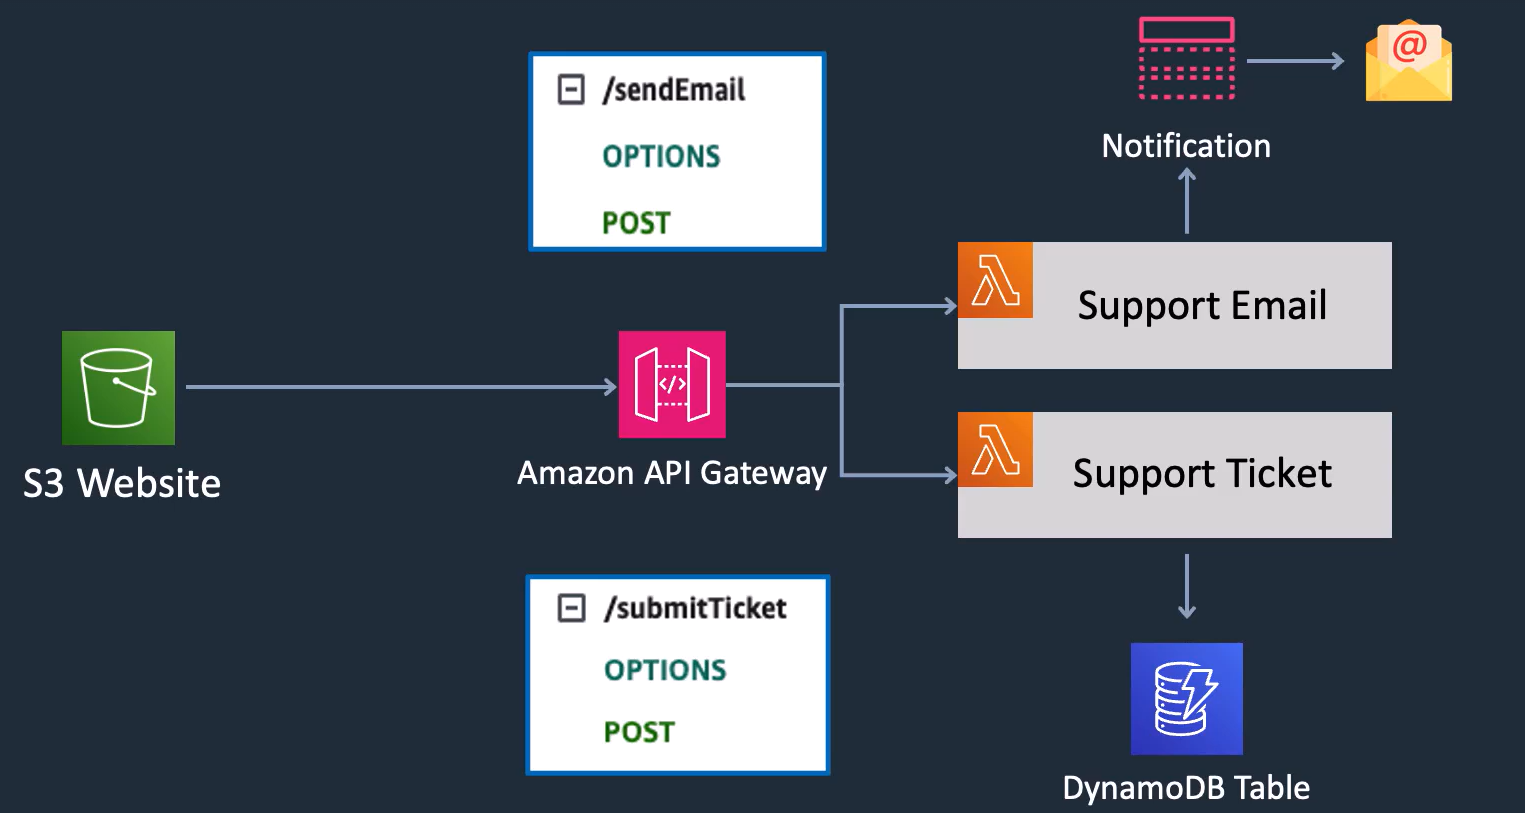 /sendEmail
OPTIONS
POST
Notification
@
Support Email
S3 Website
</>
Amazon API Gateway
Support Ticket
/submitTicket
OPTIONS
POST
DynamoDB Table